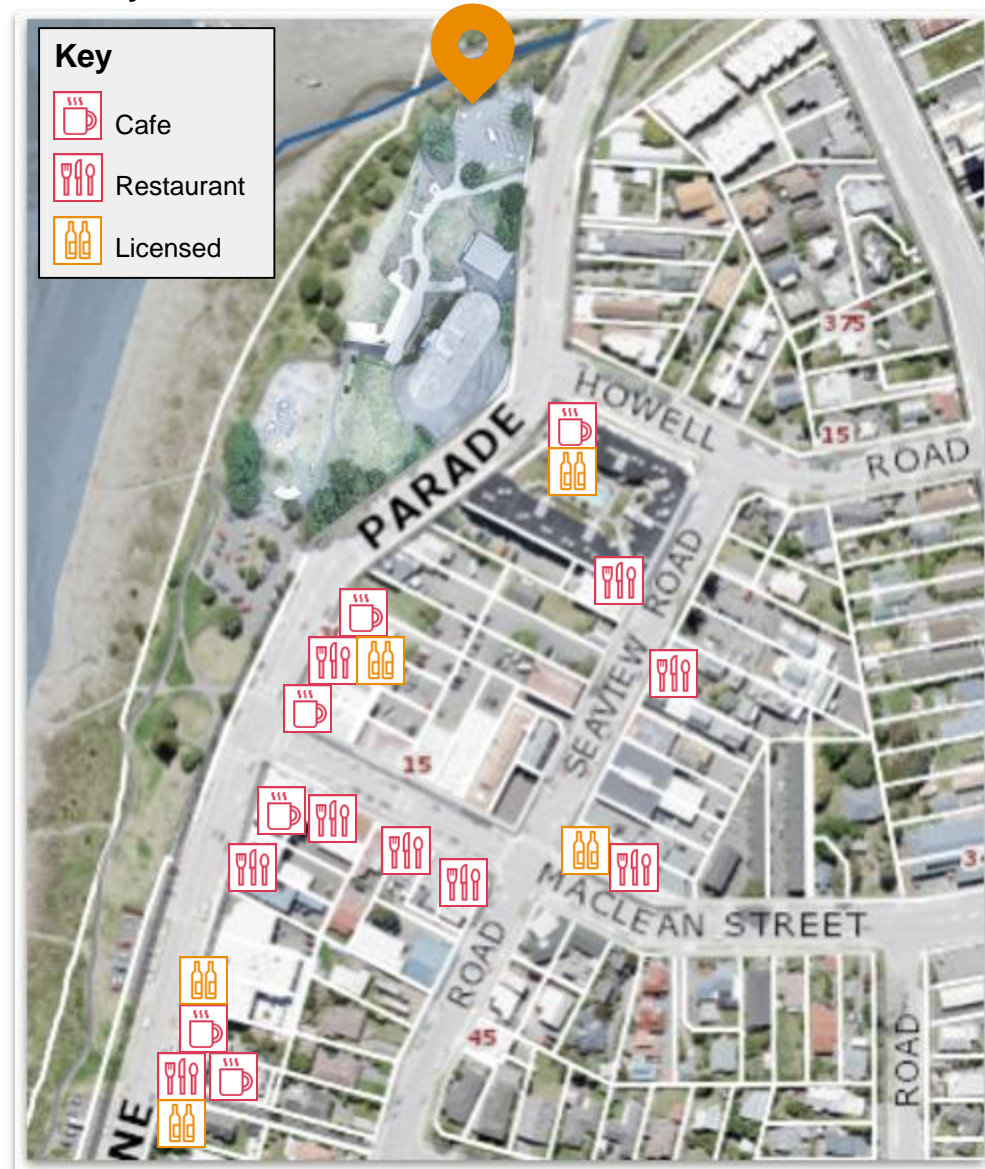 Key
Cafe
Restaurant
Licensed
375
HOWELL
15
ROAD
PARADE
ROAD
SEAVIEW
15
MACLEAN STREET
ROAD
45
ROAD
NE